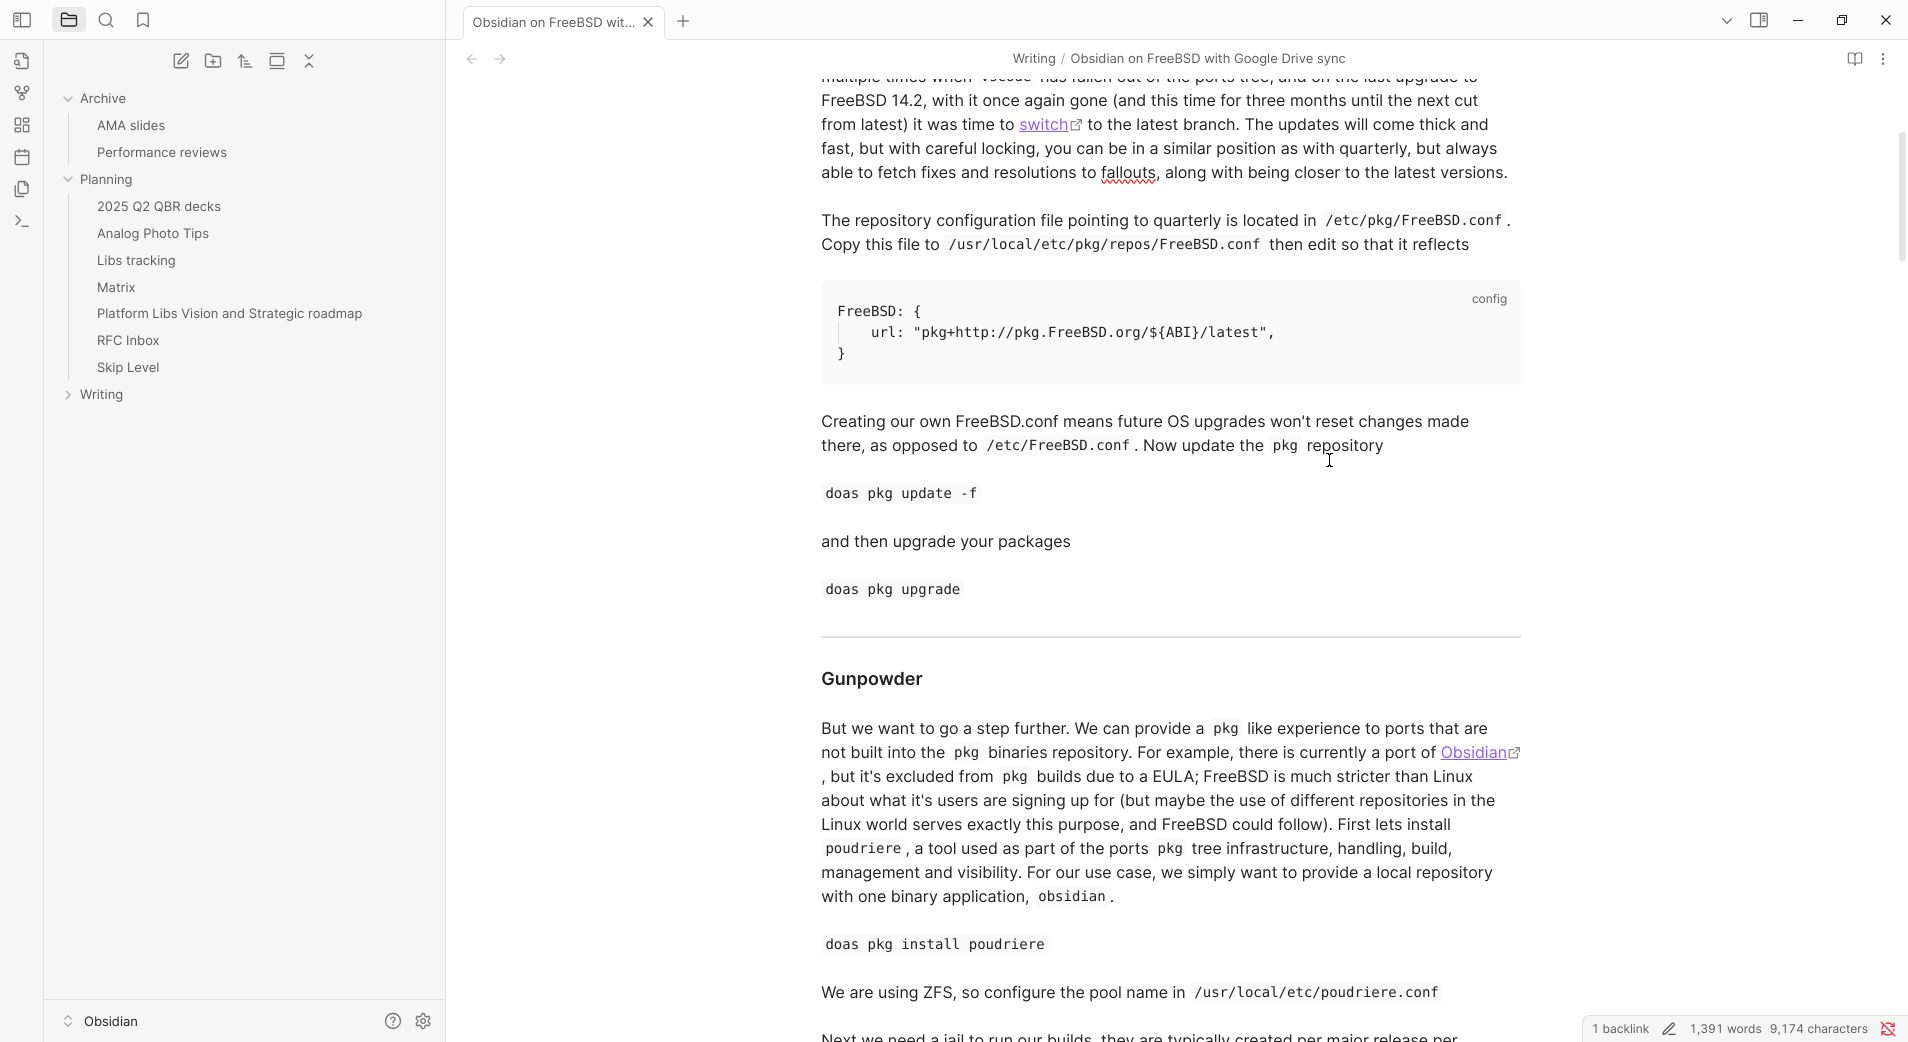 Obsidian on FreeBSD wit...
Writing / Obsidian on FreeBSD with Google Drive sync
Archive
AMA slides
Performance reviews
Planning
2025 Q2 QBR decks
Analog Photo Tips
Libs tracking
Matrix
Platform Libs Vision and Strategic roadmap
RFC Inbox
Skip Level
Writing
Obsidian
multiple times when vscode has fallen out of the ports tree, and on the last upgrade to
FreeBSD 14.2, with it once again gone (and this time for three months until the next cut
from latest) it was time to switch to the latest branch. The updates will come thick and
fast, but with careful locking, you can be in a similar position as with quarterly, but always
able to fetch fixes and resolutions to fallouts, along with being closer to the latest versions.
The repository configuration file pointing to quarterly is located in /etc/pkg/FreeBSD.conf.
Copy this file to /usr/local/etc/pkg/repos/FreeBSD.conf then edit so that it reflects
config
FreeBSD: {
url: "pkg+http://pkg.FreeBSD.org/${ABI}/latest",
}
Creating our own FreeBSD.conf means future OS upgrades won't reset changes made
there, as opposed to /etc/FreeBSD.conf. Now update the pkg repository
doas pkg update -f
and then upgrade your packages
doas pkg upgrade
Gunpowder
But we want to go a step further. We can provide a pkg like experience to ports that are
not built into the pkg binaries repository. For example, there is currently a port of Obsidian
, but it's excluded from pkg builds due to a EULA; FreeBSD is much stricter than Linux
about what it's users are signing up for (but maybe the use of different repositories in the
Linux world serves exactly this purpose, and FreeBSD could follow). First lets install
poudriere, a tool used as part of the ports pkg tree infrastructure, handling, build,
management and visibility. For our use case, we simply want to provide a local repository
with one binary application, obsidian.
doas pkg install poudriere
We are using ZFS, so configure the pool name in /usr/local/etc/poudriere.conf
Next we need a jail to run our builds, they are typically created per major release per
1 backlink 1,391 words 9,174 characters